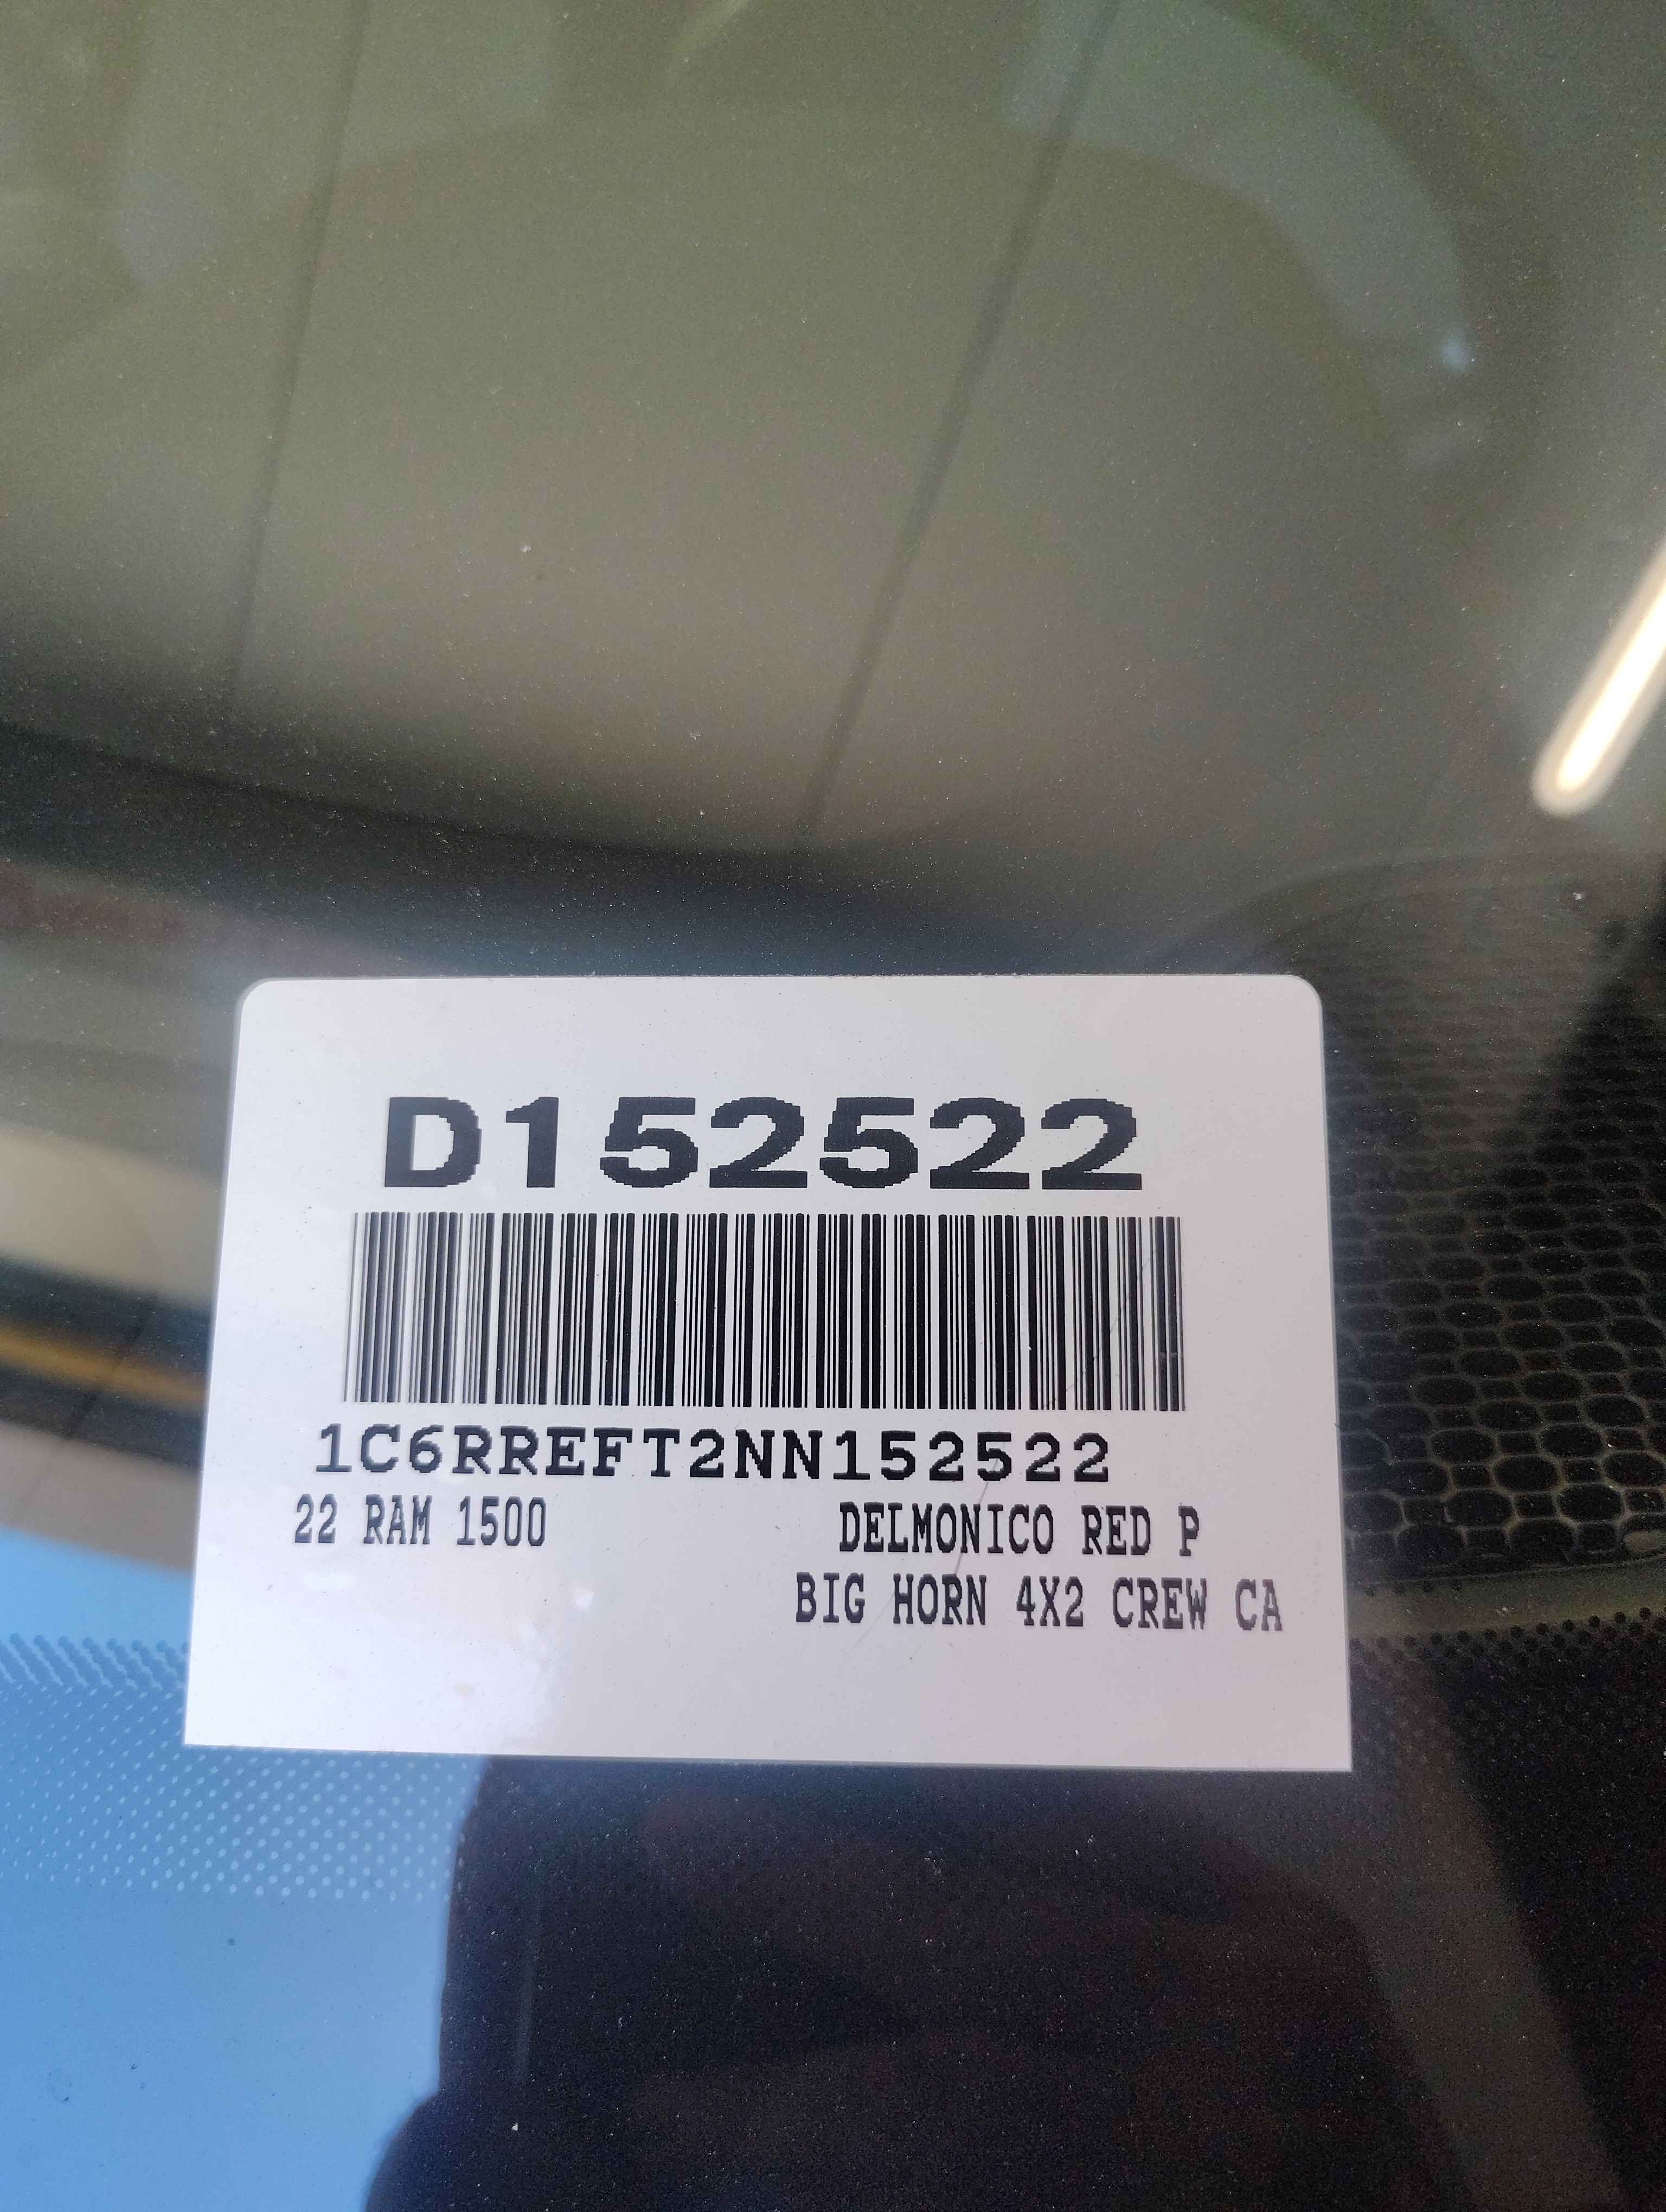 D152522
1C6RREFT2NN152522
22 RAM 1500 DELMONICO RED P
BIG HORN 4X2 CREW CA